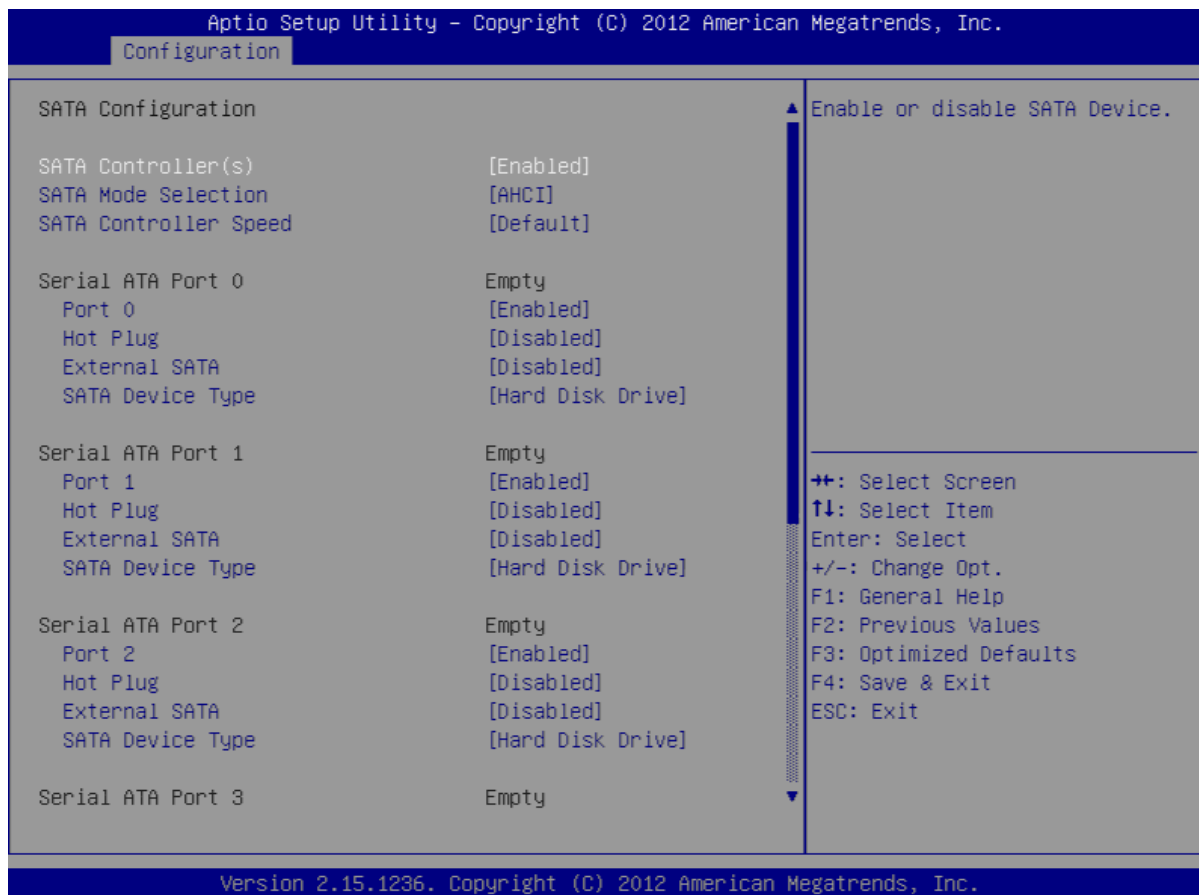 Aptio Setup Utility – Copyright (C) 2012 American Megatrends, Inc.
Configuration
SATA Configuration
SATA Controller(s) [Enabled]
SATA Mode Selection [AHCI]
SATA Controller Speed [Default]
Serial ATA Port 0 Empty
Port 0 [Enabled]
Hot Plug [Disabled]
External SATA [Disabled]
SATA Device Type [Hard Disk Drive]
Serial ATA Port 1 Empty
Port 1 [Enabled]
Hot Plug [Disabled]
External SATA [Disabled]
SATA Device Type [Hard Disk Drive]
Serial ATA Port 2 Empty
Port 2 [Enabled]
Hot Plug [Disabled]
External SATA [Disabled]
SATA Device Type [Hard Disk Drive]
Serial ATA Port 3 Empty
Enable or disable SATA Device.
→←: Select Screen
↑↓: Select Item
Enter: Select
+/-: Change Opt.
F1: General Help
F2: Previous Values
F3: Optimized Defaults
F4: Save & Exit
ESC: Exit
Version 2.15.1236. Copyright (C) 2012 American Megatrends, Inc.